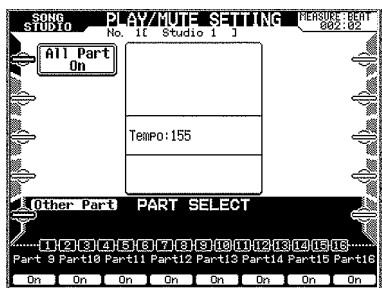 SONG STUDIO
PLAY/MUTE SETTING
MEASURE:BEAT
002:02
No. 1[ Studio 1 ]
All Part
On
Tempo:155
Other Part
PART SELECT
1 2 3 4 5 6 7 8 9 10 11 12 13 14 15 16
Part 9 Part10 Part11 Part12 Part13 Part14 Part15 Part16
On On On On On On On On